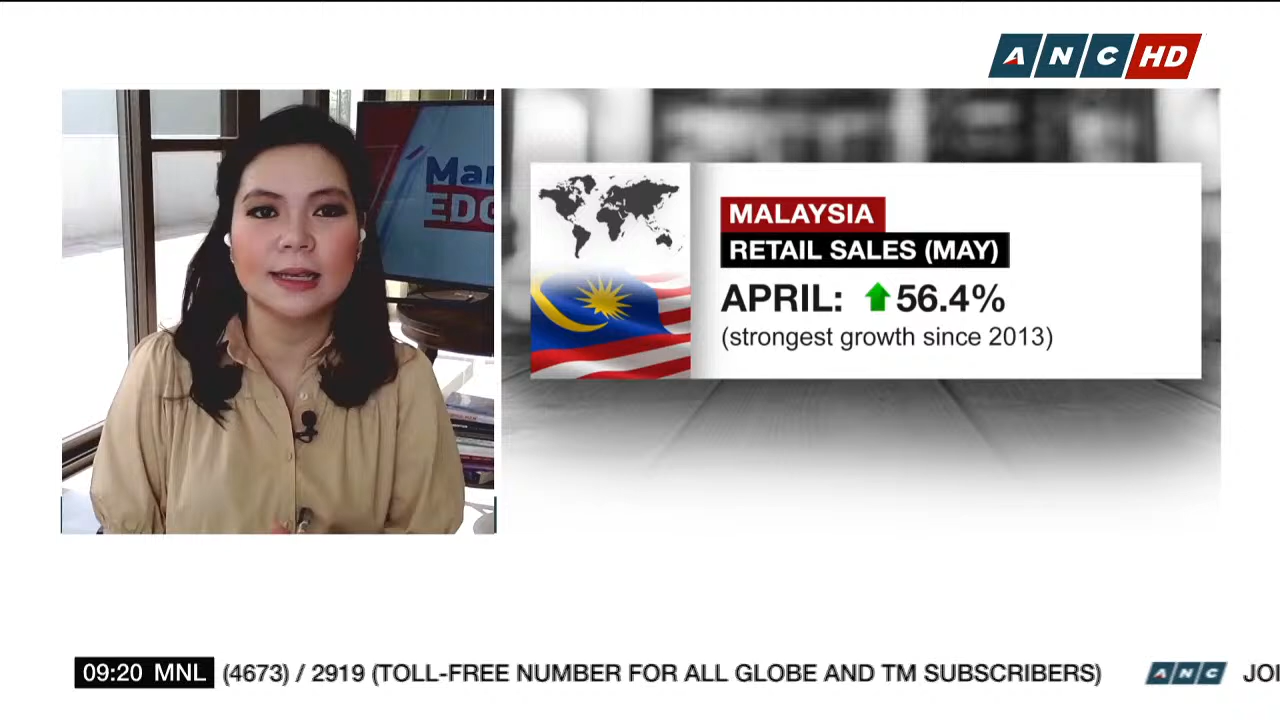 ANC HD
MALAYSIA
RETAIL SALES (MAY)
APRIL: 56.4%
(strongest growth since 2013)
09:20 MNL (4673) / 2919 (TOLL-FREE NUMBER FOR ALL GLOBE AND TM SUBSCRIBERS) ANC